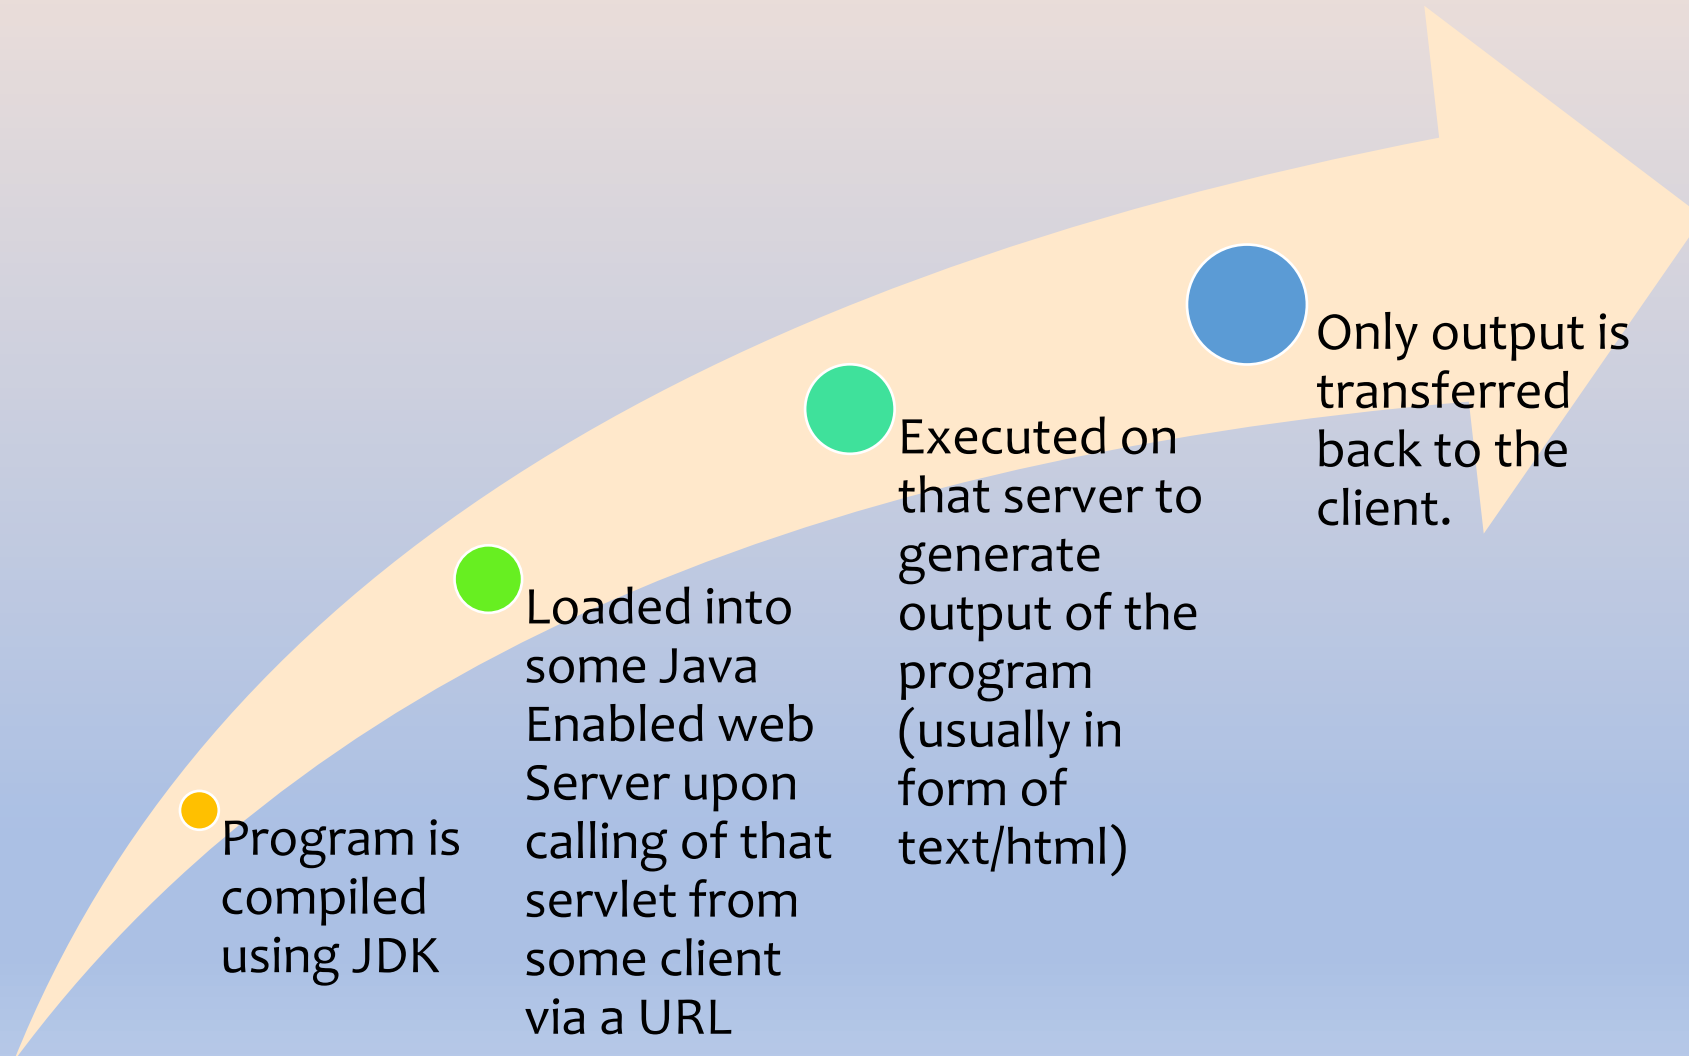 Program is
compiled
using JDK
Loaded into
some Java
Enabled web
Server upon
calling of that
servlet from
some client
via a URL
Executed on
that server to
generate
output of the
program
(usually in
form of
text/html)
Only output is
transferred
back to the
client.